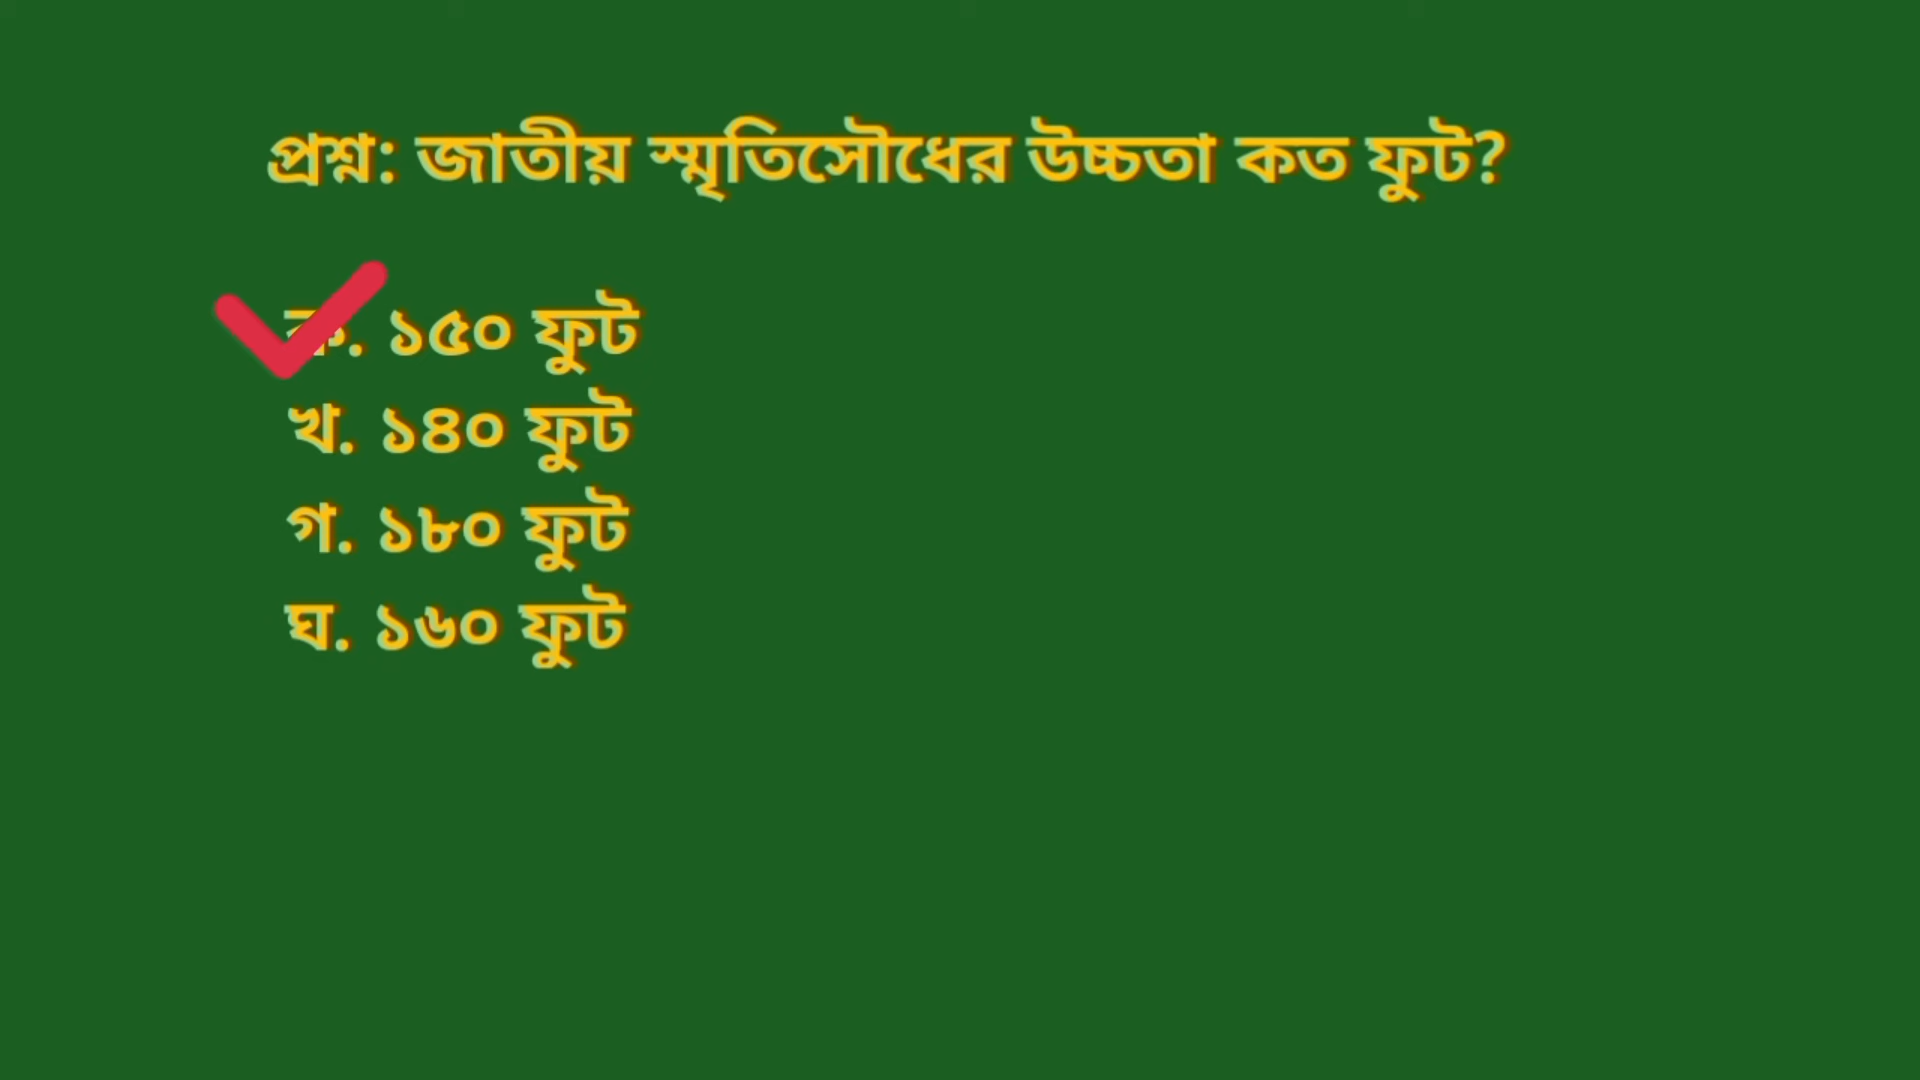 প্রশ্ন: জাতীয় স্মৃতিসৌধের উচ্চতা কত ফুট?
ক. ১৫০ ফুট
খ. ১৪০ ফুট
গ. ১৮০ ফুট
ঘ. ১৬০ ফুট